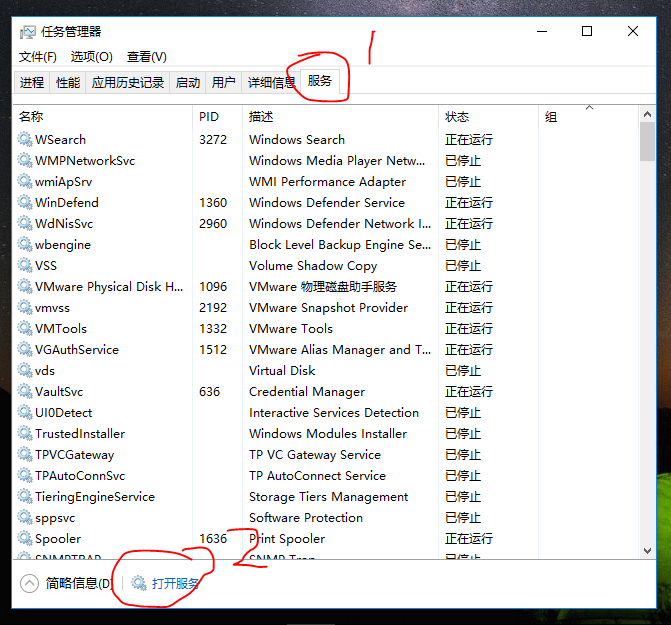 任务管理器
文件(F) 选项(O) 查看(V)
进程 性能 应用历史记录 启动 用户 详细信息 服务 1
名称 PID 描述 状态 组
WSearch 3272 Windows Search 正在运行
WMPNetworkSvc Windows Media Player Netw... 已停止
wmiApSrv WMI Performance Adapter 已停止
WinDefend 1360 Windows Defender Service 正在运行
WdNisSvc 2960 Windows Defender Network I... 正在运行
wbengine Block Level Backup Engine Se... 已停止
VSS Volume Shadow Copy 已停止
VMware Physical Disk H... 1096 VMware 物理磁盘助手服务 正在运行
vmvss 2192 VMware Snapshot Provider 正在运行
VMTools 1332 VMware Tools 正在运行
VGAuthService 1512 VMware Alias Manager and T... 正在运行
vds Virtual Disk 已停止
VaultSvc 636 Credential Manager 正在运行
UI0Detect Interactive Services Detection 已停止
TrustedInstaller Windows Modules Installer 已停止
TPVCGateway TP VC Gateway Service 已停止
TPAutoConnSvc TP AutoConnect Service 已停止
TieringEngineService Storage Tiers Management 已停止
sppsvc Software Protection 已停止
Spooler 1636 Print Spooler 正在运行
SNMPTRAP SNMP Trap 已停止
简略信息(D) 打开服务 2